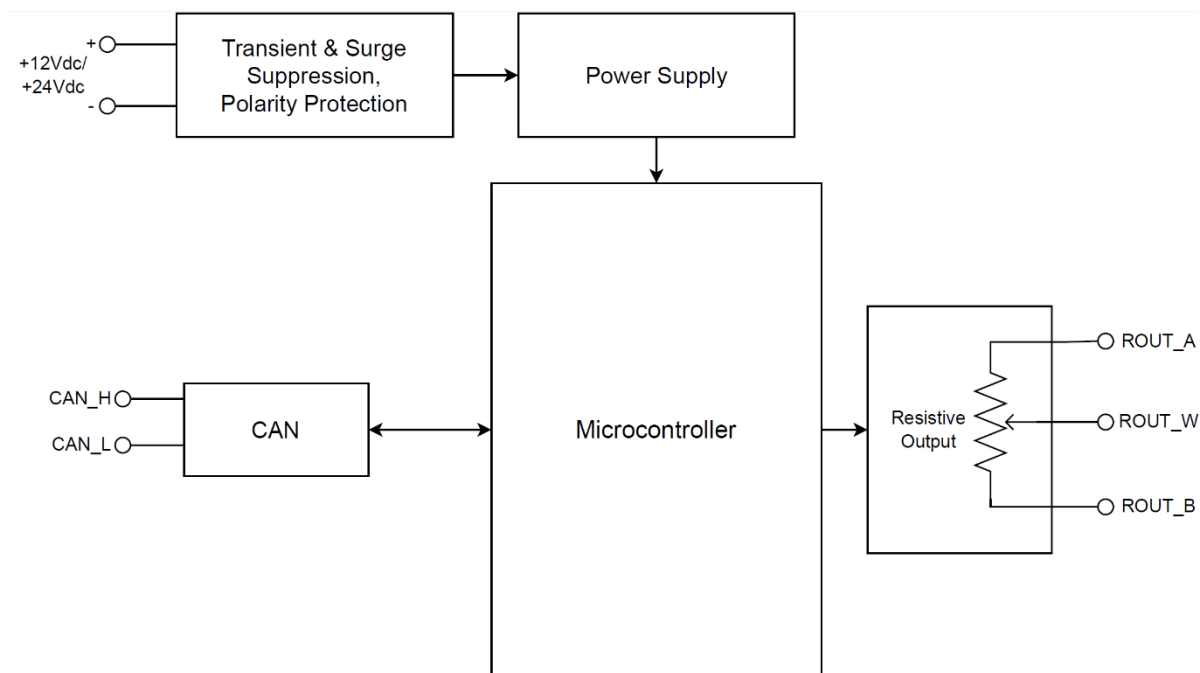 +
+12Vdc/
+24Vdc
-
Transient & Surge
Suppression,
Polarity Protection
Power Supply
CAN_H
CAN_L
CAN
Microcontroller
Resistive
Output
ROUT_A
ROUT_W
ROUT_B